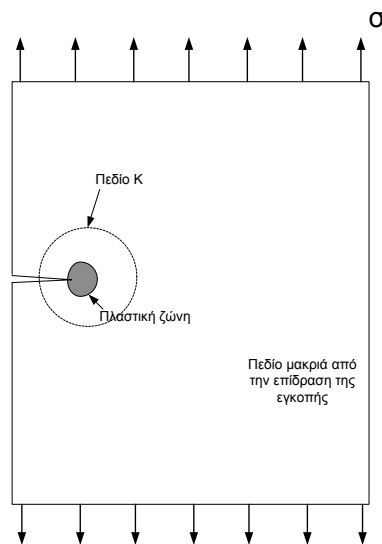 σ
Πεδίο Κ
Πλαστική ζώνη
Πεδίο μακριά από
την επίδραση της
εγκοπής